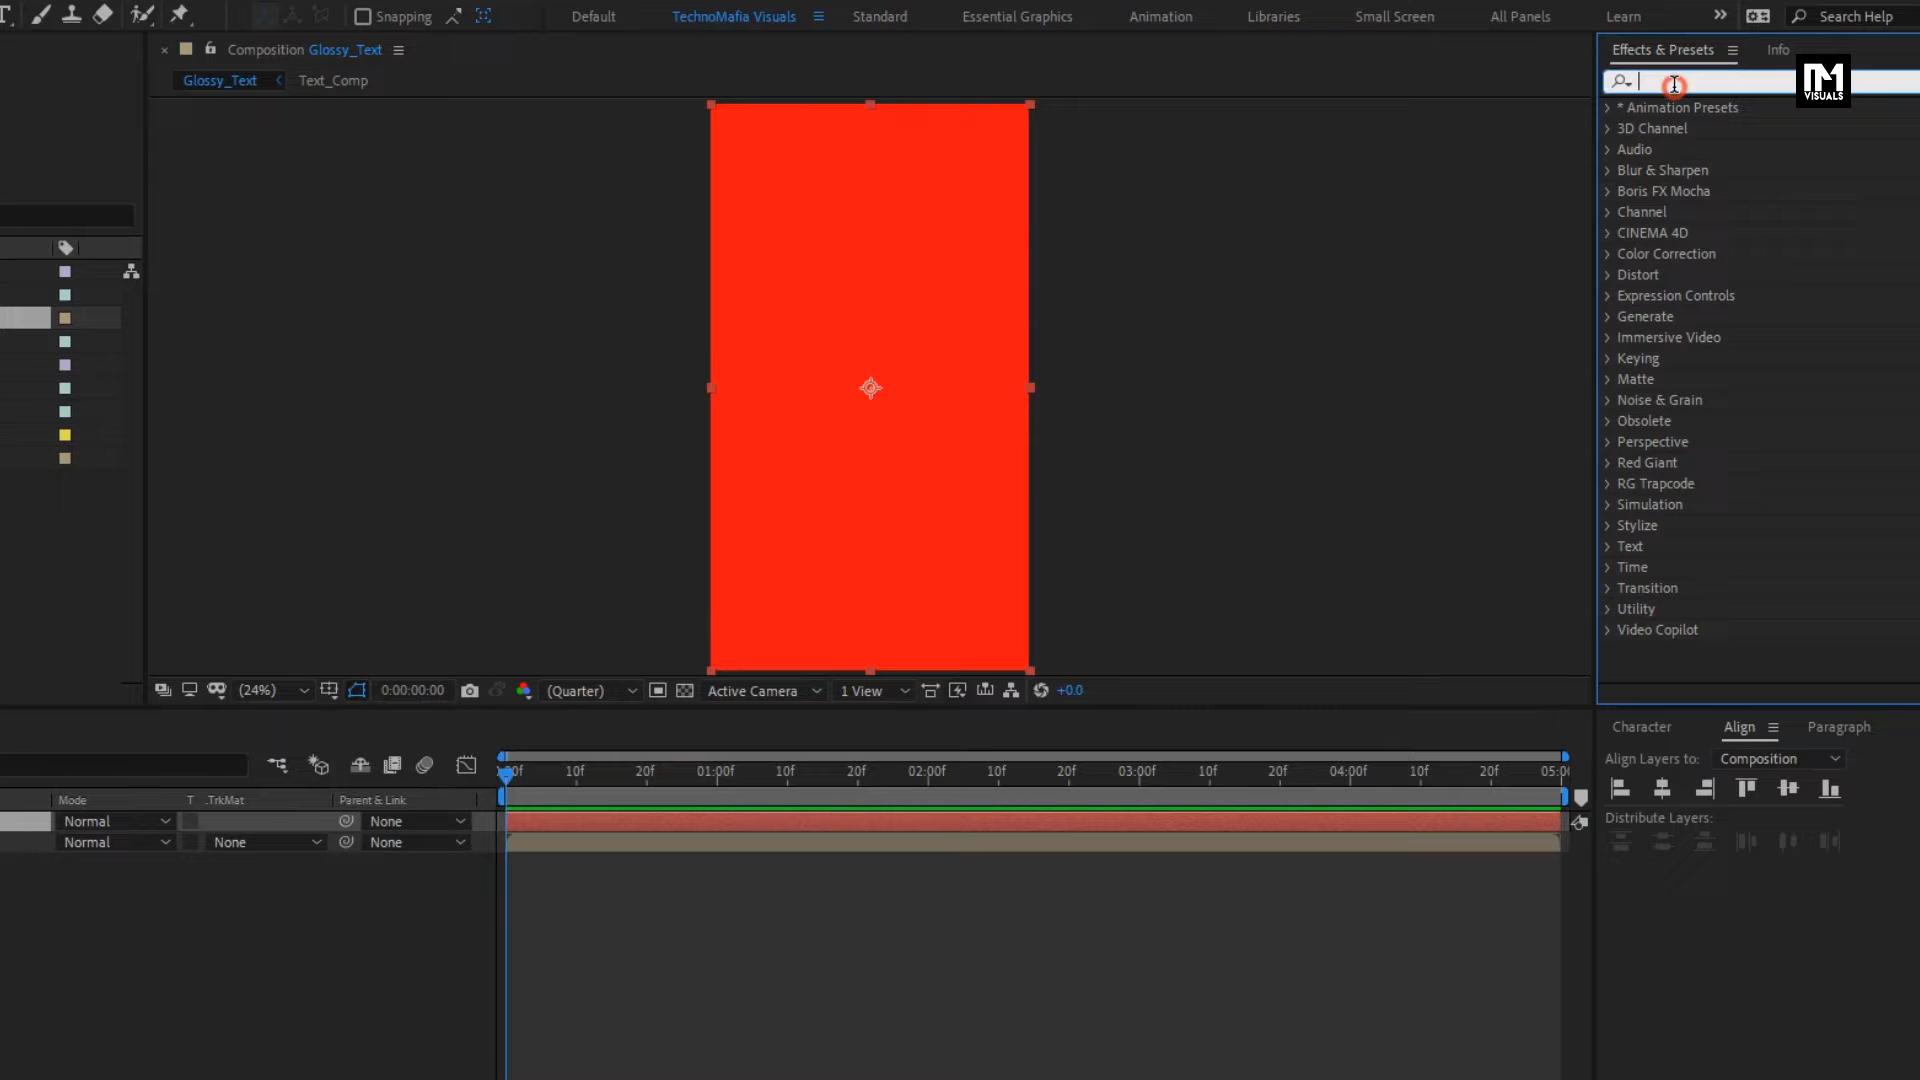 Snapping Default TechnoMafia Visuals Standard Essential Graphics Animation Libraries Small Screen All Panels Learn Search Help
Composition Glossy_Text
Glossy_Text Text_Comp
Effects & Presets Info
VISUALS
* Animation Presets
3D Channel
Audio
Blur & Sharpen
Boris FX Mocha
Channel
CINEMA 4D
Color Correction
Distort
Expression Controls
Generate
Immersive Video
Keying
Matte
Noise & Grain
Obsolete
Perspective
Red Giant
RG Trapcode
Simulation
Stylize
Text
Time
Transition
Utility
Video Copilot
(24%) 0:00:00:00 (Quarter) Active Camera 1 View +0.0
10f 20f 01:00f 10f 20f 02:00f 10f 20f 03:00f 10f 20f 04:00f 10f 20f
Mode T .TrkMat Parent & Link
Normal None
Normal None None
Character Align Paragraph
Align Layers to: Composition
Distribute Layers: